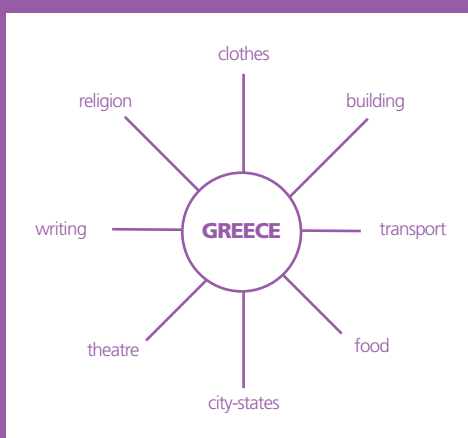 clothes
religion
building
writing
GREECE
transport
theatre
food
city-states